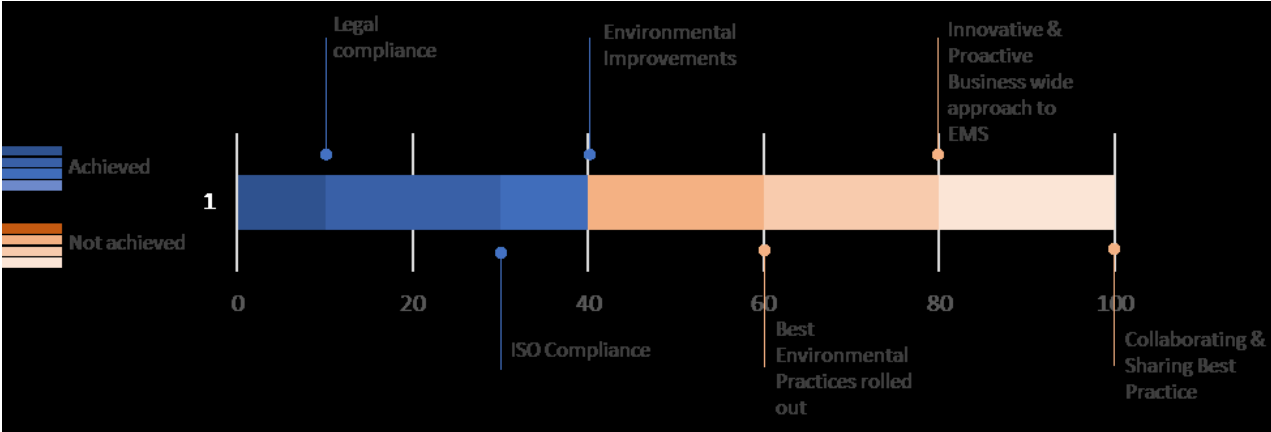 Legal
compliance
Environmental
Improvements
Innovative &
Proactive
Business wide
approach to
EMS
Achieved
Not achieved
1
0 20 40 60 80 100
ISO Compliance
Best
Environmental
Practices rolled
out
Collaborating &
Sharing Best
Practice